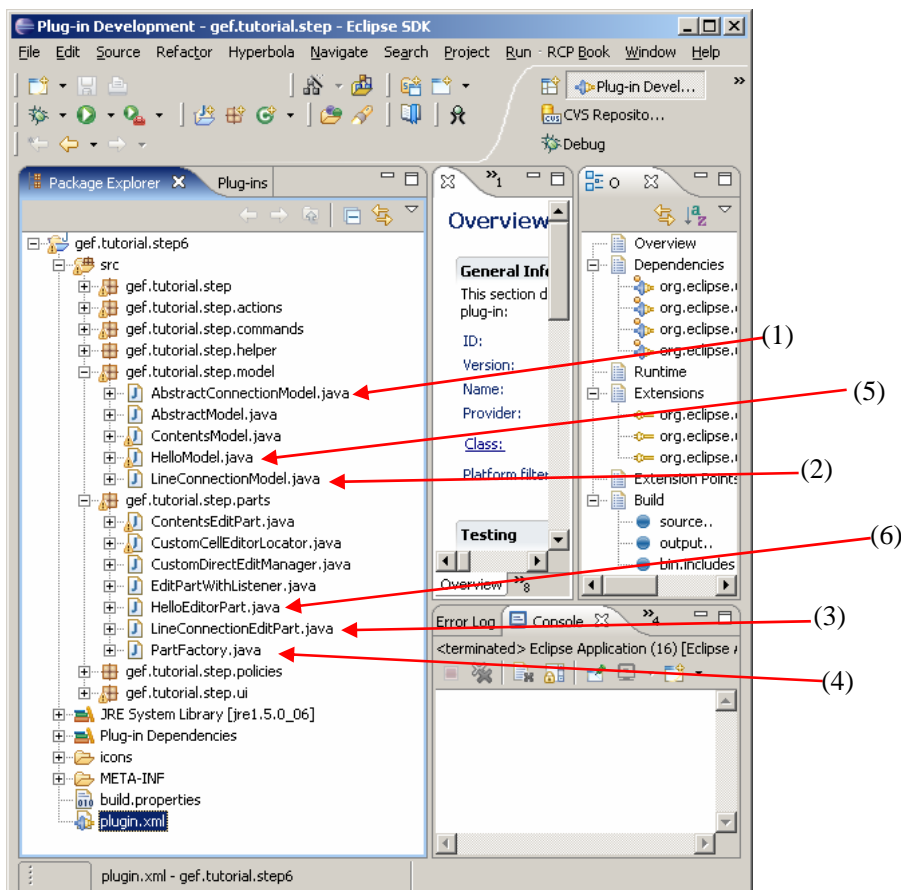 Plug-in Development - gef.tutorial.step - Eclipse SDK
File Edit Source Refactor Hyperbola Navigate Search Project Run RCP Book Window Help
Plug-in Devel...
CVS Reposito...
Debug
Package Explorer
Plug-ins
gef.tutorial.step6
src
gef.tutorial.step
gef.tutorial.step.actions
gef.tutorial.step.commands
gef.tutorial.step.helper
gef.tutorial.step.model
AbstractConnectionModel.java
AbstractModel.java
ContentsModel.java
HelloModel.java
LineConnectionModel.java
gef.tutorial.step.parts
ContentsEditPart.java
CustomCellEditorLocator.java
CustomDirectEditManager.java
EditPartWithListener.java
HelloEditorPart.java
LineConnectionEditPart.java
PartFactory.java
gef.tutorial.step.policies
gef.tutorial.step.ui
JRE System Library [jre1.5.0_06]
Plug-in Dependencies
icons
META-INF
build.properties
plugin.xml
1
Overview
General Info
This section d
plug-in:
ID:
Version:
Name:
Provider:
Class:
Platform filter
Testing
Overview
8
O
Overview
Dependencies
org.eclipse.
org.eclipse.
org.eclipse.
org.eclipse.
Runtime
Extensions
org.eclipse.
org.eclipse.
org.eclipse.
Extension Points
Build
source..
output..
bin.includes
Error Log
Console
4
<terminated> Eclipse Application (16) [Eclipse
(1)
(5)
(2)
(6)
(3)
(4)
plugin.xml - gef.tutorial.step6